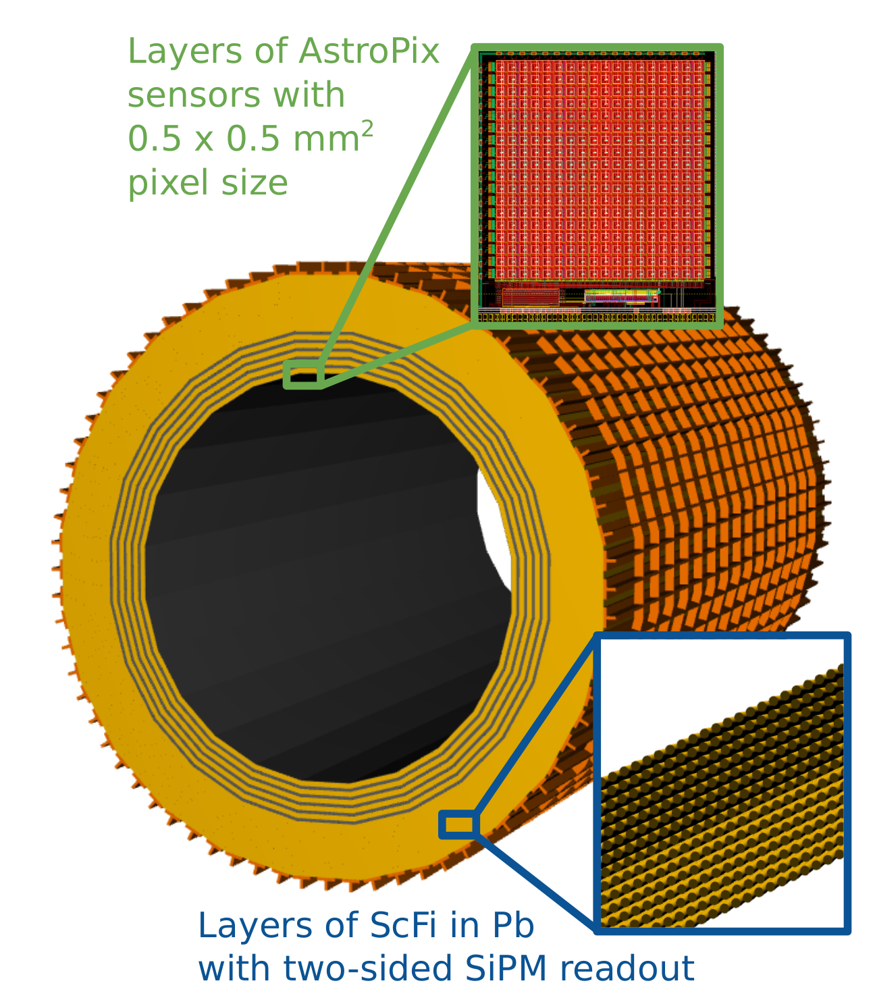 Layers of AstroPix
sensors with
0.5 x 0.5 mm²
pixel size
Layers of ScFi in Pb
with two-sided SiPM readout